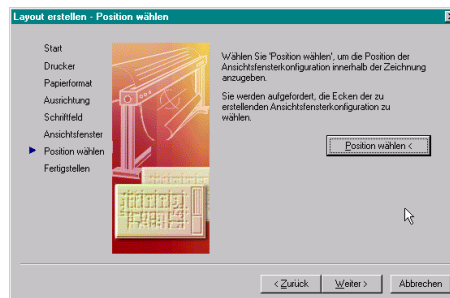 Layout erstellen - Position wählen
Start
Drucker
Papierformat
Ausrichtung
Schriftfeld
Ansichtsfenster
Position wählen
Fertigstellen
Wählen Sie 'Position wählen', um die Position der
Ansichtsfensterkonfiguration innerhalb der Zeichnung
anzugeben.
Sie werden aufgefordert, die Ecken der zu
erstellenden Ansichtsfensterkonfiguration zu
wählen.
Position wählen <
< Zurück
Weiter >
Abbrechen